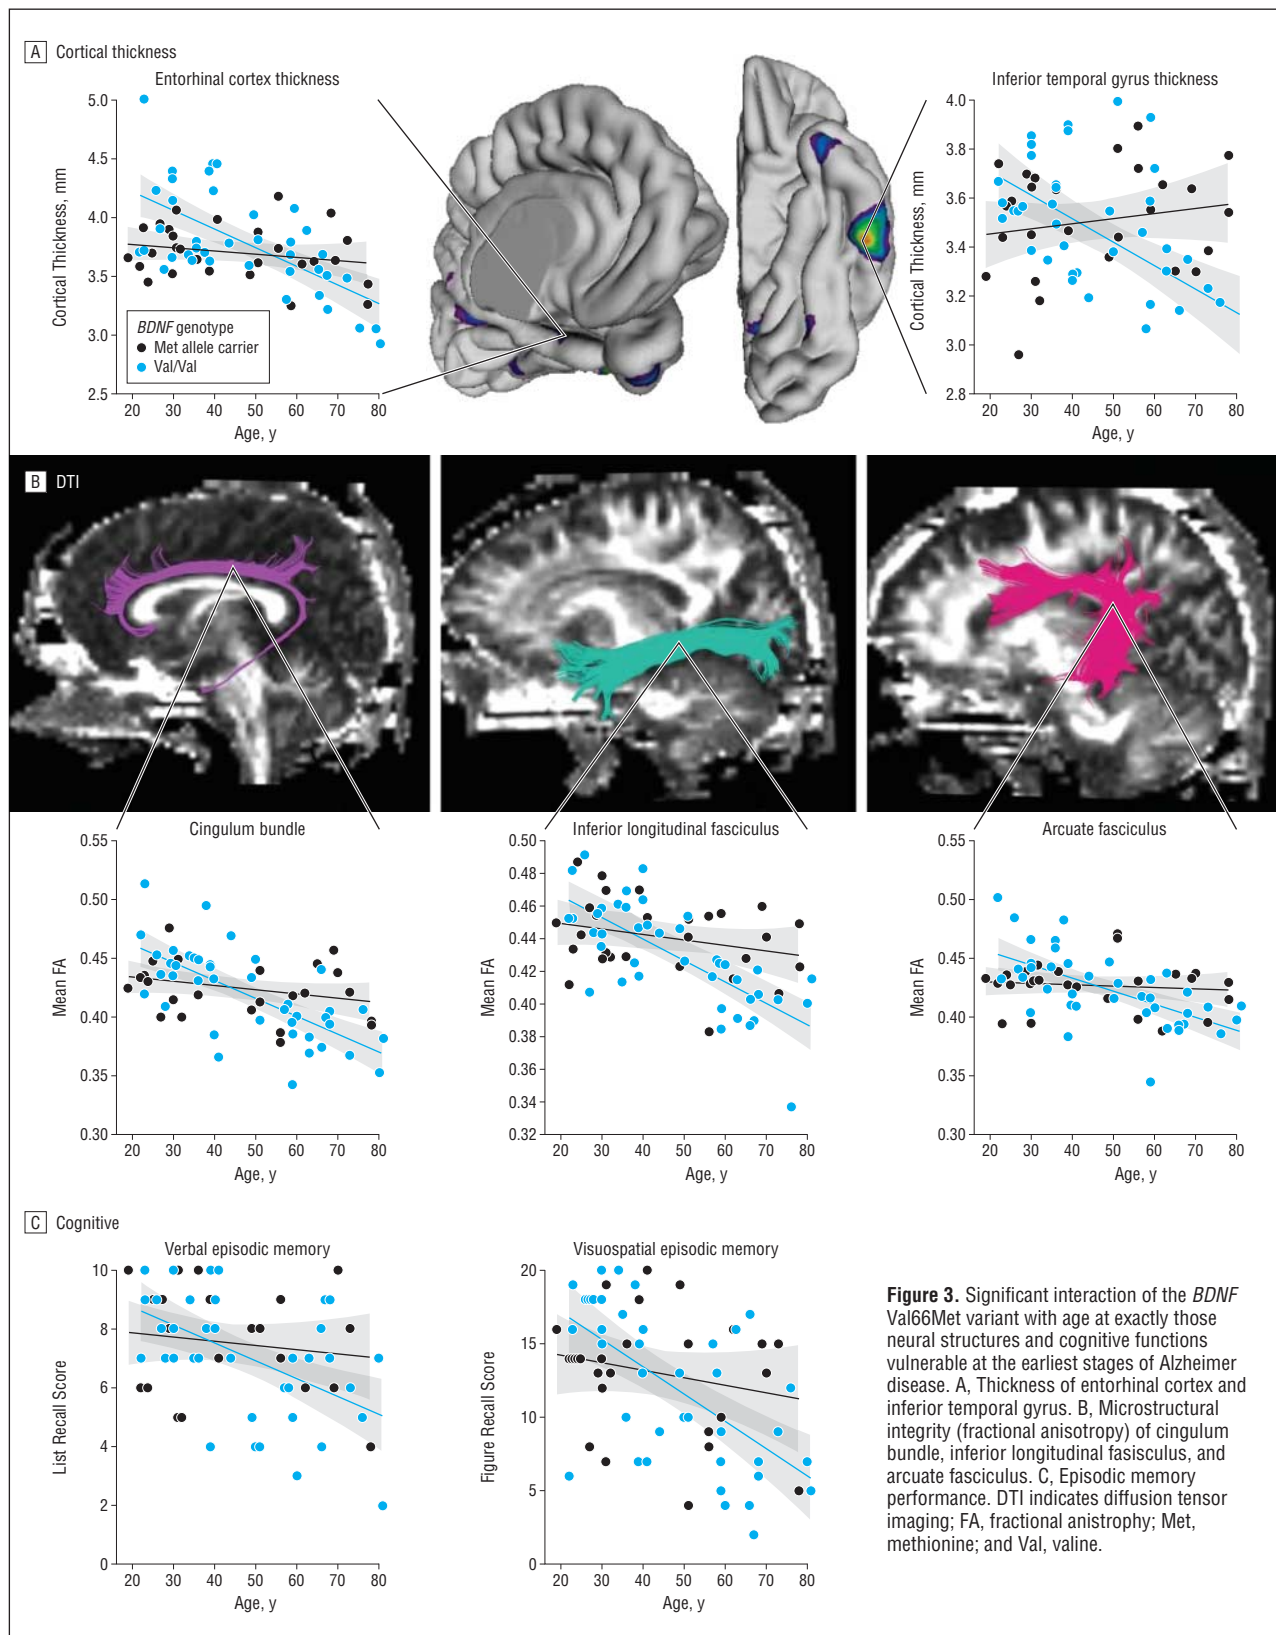 A Cortical thickness
Entorhinal cortex thickness
5.0
4.5
4.0
3.5
3.0
2.5
Cortical Thickness, mm
BDNF genotype
Met allele carrier
Val/Val
20 30 40 50 60 70 80
Age, y
Inferior temporal gyrus thickness
4.0
3.8
3.6
3.4
3.2
3.0
2.8
Cortical Thickness, mm
20 30 40 50 60 70 80
Age, y
B DTI
Cingulum bundle
0.55
0.50
0.45
0.40
0.35
0.30
Mean FA
20 30 40 50 60 70 80
Age, y
Inferior longitudinal fasciculus
0.50
0.48
0.46
0.44
0.42
0.40
0.38
0.36
0.34
0.32
Mean FA
20 30 40 50 60 70 80
Age, y
Arcuate fasciculus
0.55
0.50
0.45
0.40
0.35
0.30
Mean FA
20 30 40 50 60 70 80
Age, y
C Cognitive
Verbal episodic memory
10
8
6
4
2
0
List Recall Score
20 30 40 50 60 70 80
Age, y
Visuospatial episodic memory
20
15
10
5
0
Figure Recall Score
20 30 40 50 60 70 80
Age, y
Figure 3. Significant interaction of the BDNF
Val66Met variant with age at exactly those
neural structures and cognitive functions
vulnerable at the earliest stages of Alzheimer
disease. A, Thickness of entorhinal cortex and
inferior temporal gyrus. B, Microstructural
integrity (fractional anisotropy) of cingulum
bundle, inferior longitudinal fasisculus, and
arcuate fasciculus. C, Episodic memory
performance. DTI indicates diffusion tensor
imaging; FA, fractional anistrophy; Met,
methionine; and Val, valine.